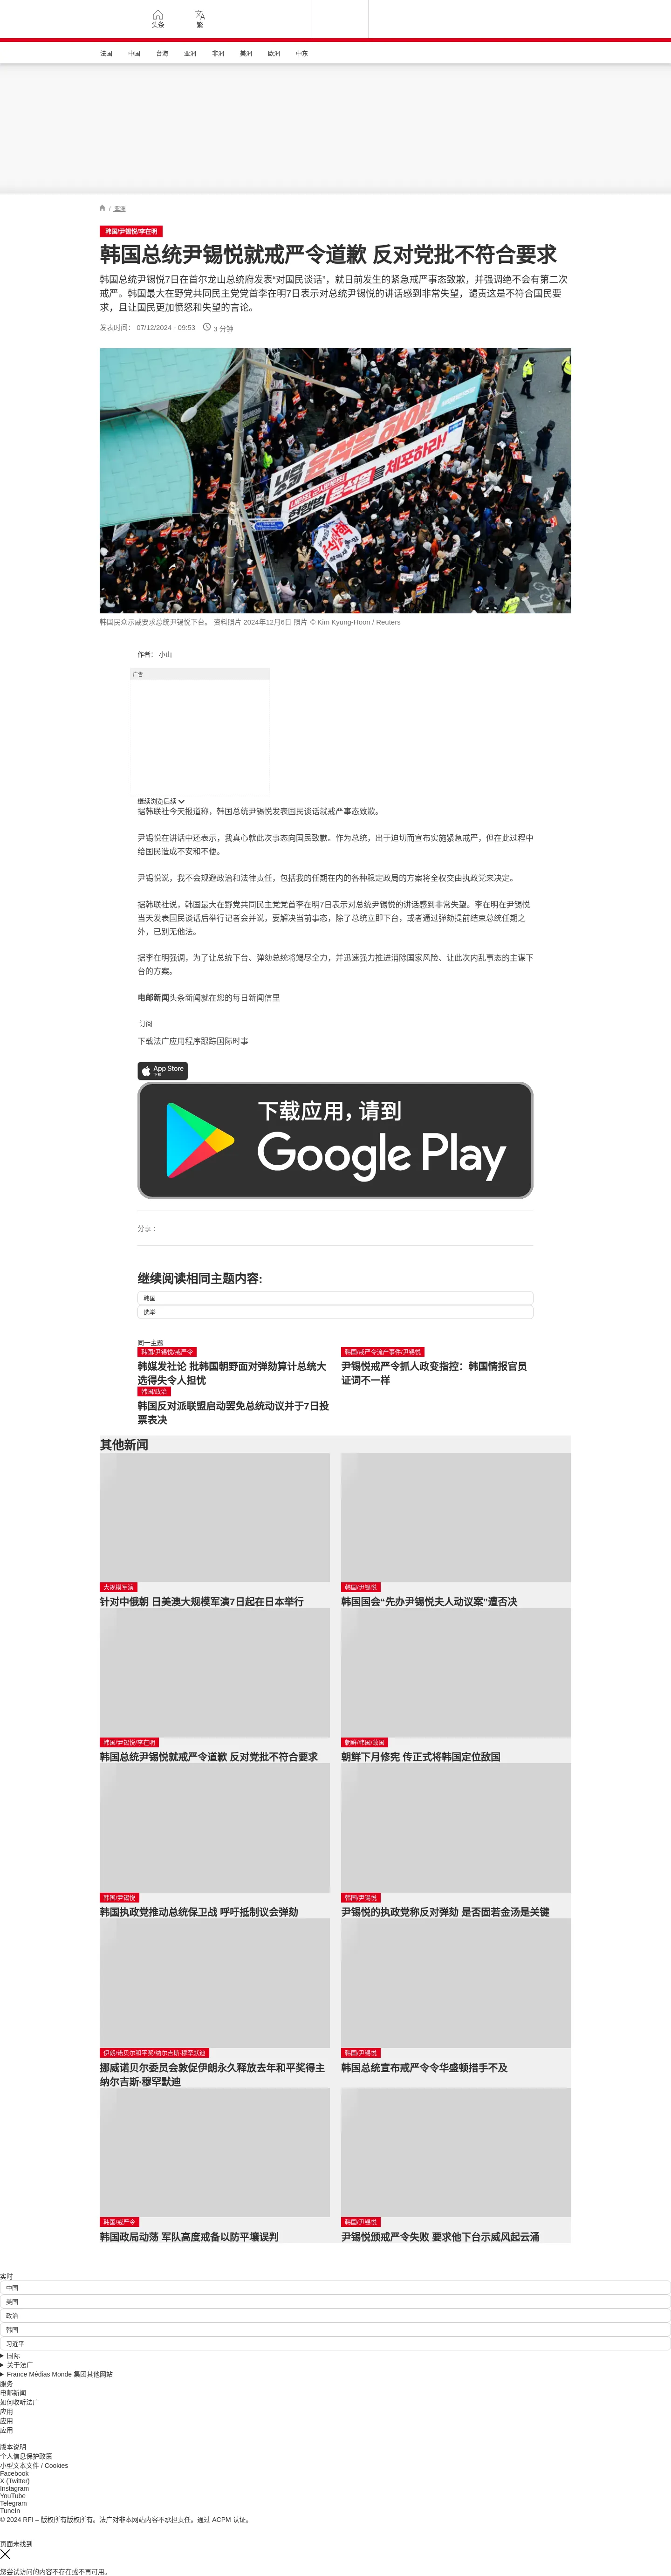 头条
繁
法国
中国
台海
亚洲
非洲
美洲
欧洲
中东
/ 亚洲
韩国/尹锡悦/李在明
韩国总统尹锡悦就戒严令道歉 反对党批不符合要求
韩国总统尹锡悦7日在首尔龙山总统府发表“对国民谈话”，就日前发生的紧急戒严事态致歉，并强调绝不会有第二次
戒严。韩国最大在野党共同民主党党首李在明7日表示对总统尹锡悦的讲话感到非常失望，谴责这是不符合国民要
求，且让国民更加愤怒和失望的言论。
发表时间： 07/12/2024 - 09:53
3 分钟
韩国民众示威要求总统尹锡悦下台。 资料照片 2024年12月6日 照片 © Kim Kyung-Hoon / Reuters
作者： 小山
广告
继续浏览后续
据韩联社今天报道称，韩国总统尹锡悦发表国民谈话就戒严事态致歉。
尹锡悦在讲话中还表示，我真心就此次事态向国民致歉。作为总统，出于迫切而宣布实施紧急戒严，但在此过程中
给国民造成不安和不便。
尹锡悦说，我不会规避政治和法律责任，包括我的任期在内的各种稳定政局的方案将全权交由执政党来决定。
据韩联社说，韩国最大在野党共同民主党党首李在明7日表示对总统尹锡悦的讲话感到非常失望。李在明在尹锡悦
当天发表国民谈话后举行记者会并说，要解决当前事态，除了总统立即下台，或者通过弹劾提前结束总统任期之
外，已别无他法。
据李在明强调，为了让总统下台、弹劾总统将竭尽全力，并迅速强力推进消除国家风险、让此次内乱事态的主谋下
台的方案。
电邮新闻头条新闻就在您的每日新闻信里
订阅
下载法广应用程序跟踪国际时事
App Store
下载
下载应用，请到
Google Play
分享 :
继续阅读相同主题内容:
韩国
选举
同一主题
韩国/尹锡悦/戒严令
韩媒发社论 批韩国朝野面对弹劾算计总统大
选得失令人担忧
韩国/戒严令流产事件/尹锡悦
尹锡悦戒严令抓人政变指控：韩国情报官员
证词不一样
韩国/政治
韩国反对派联盟启动罢免总统动议并于7日投
票表决
其他新闻
大规模军演
针对中俄朝 日美澳大规模军演7日起在日本举行
韩国/尹锡悦
韩国国会“先办尹锡悦夫人动议案”遭否决
韩国/尹锡悦/李在明
韩国总统尹锡悦就戒严令道歉 反对党批不符合要求
朝鲜/韩国/敌国
朝鲜下月修宪 传正式将韩国定位敌国
韩国/尹锡悦
韩国执政党推动总统保卫战 呼吁抵制议会弹劾
韩国/尹锡悦
尹锡悦的执政党称反对弹劾 是否固若金汤是关键
伊朗/诺贝尔和平奖/纳尔吉斯·穆罕默迪
挪威诺贝尔委员会敦促伊朗永久释放去年和平奖得主
纳尔吉斯·穆罕默迪
韩国/尹锡悦
韩国总统宣布戒严令令华盛顿措手不及
韩国/戒严令
韩国政局动荡 军队高度戒备以防平壤误判
韩国/尹锡悦
尹锡悦颁戒严令失败 要求他下台示威风起云涌
实时
中国
美国
政治
韩国
习近平
国际
关于法广
France Médias Monde 集团其他网站
服务
电邮新闻
如何收听法广
应用
应用
应用
版本说明
个人信息保护政策
小型文本文件 / Cookies
Facebook
X (Twitter)
Instagram
YouTube
Telegram
TuneIn
© 2024 RFI – 版权所有版权所有。法广对非本网站内容不承担责任。通过 ACPM 认证。
页面未找到
您尝试访问的内容不存在或不再可用。